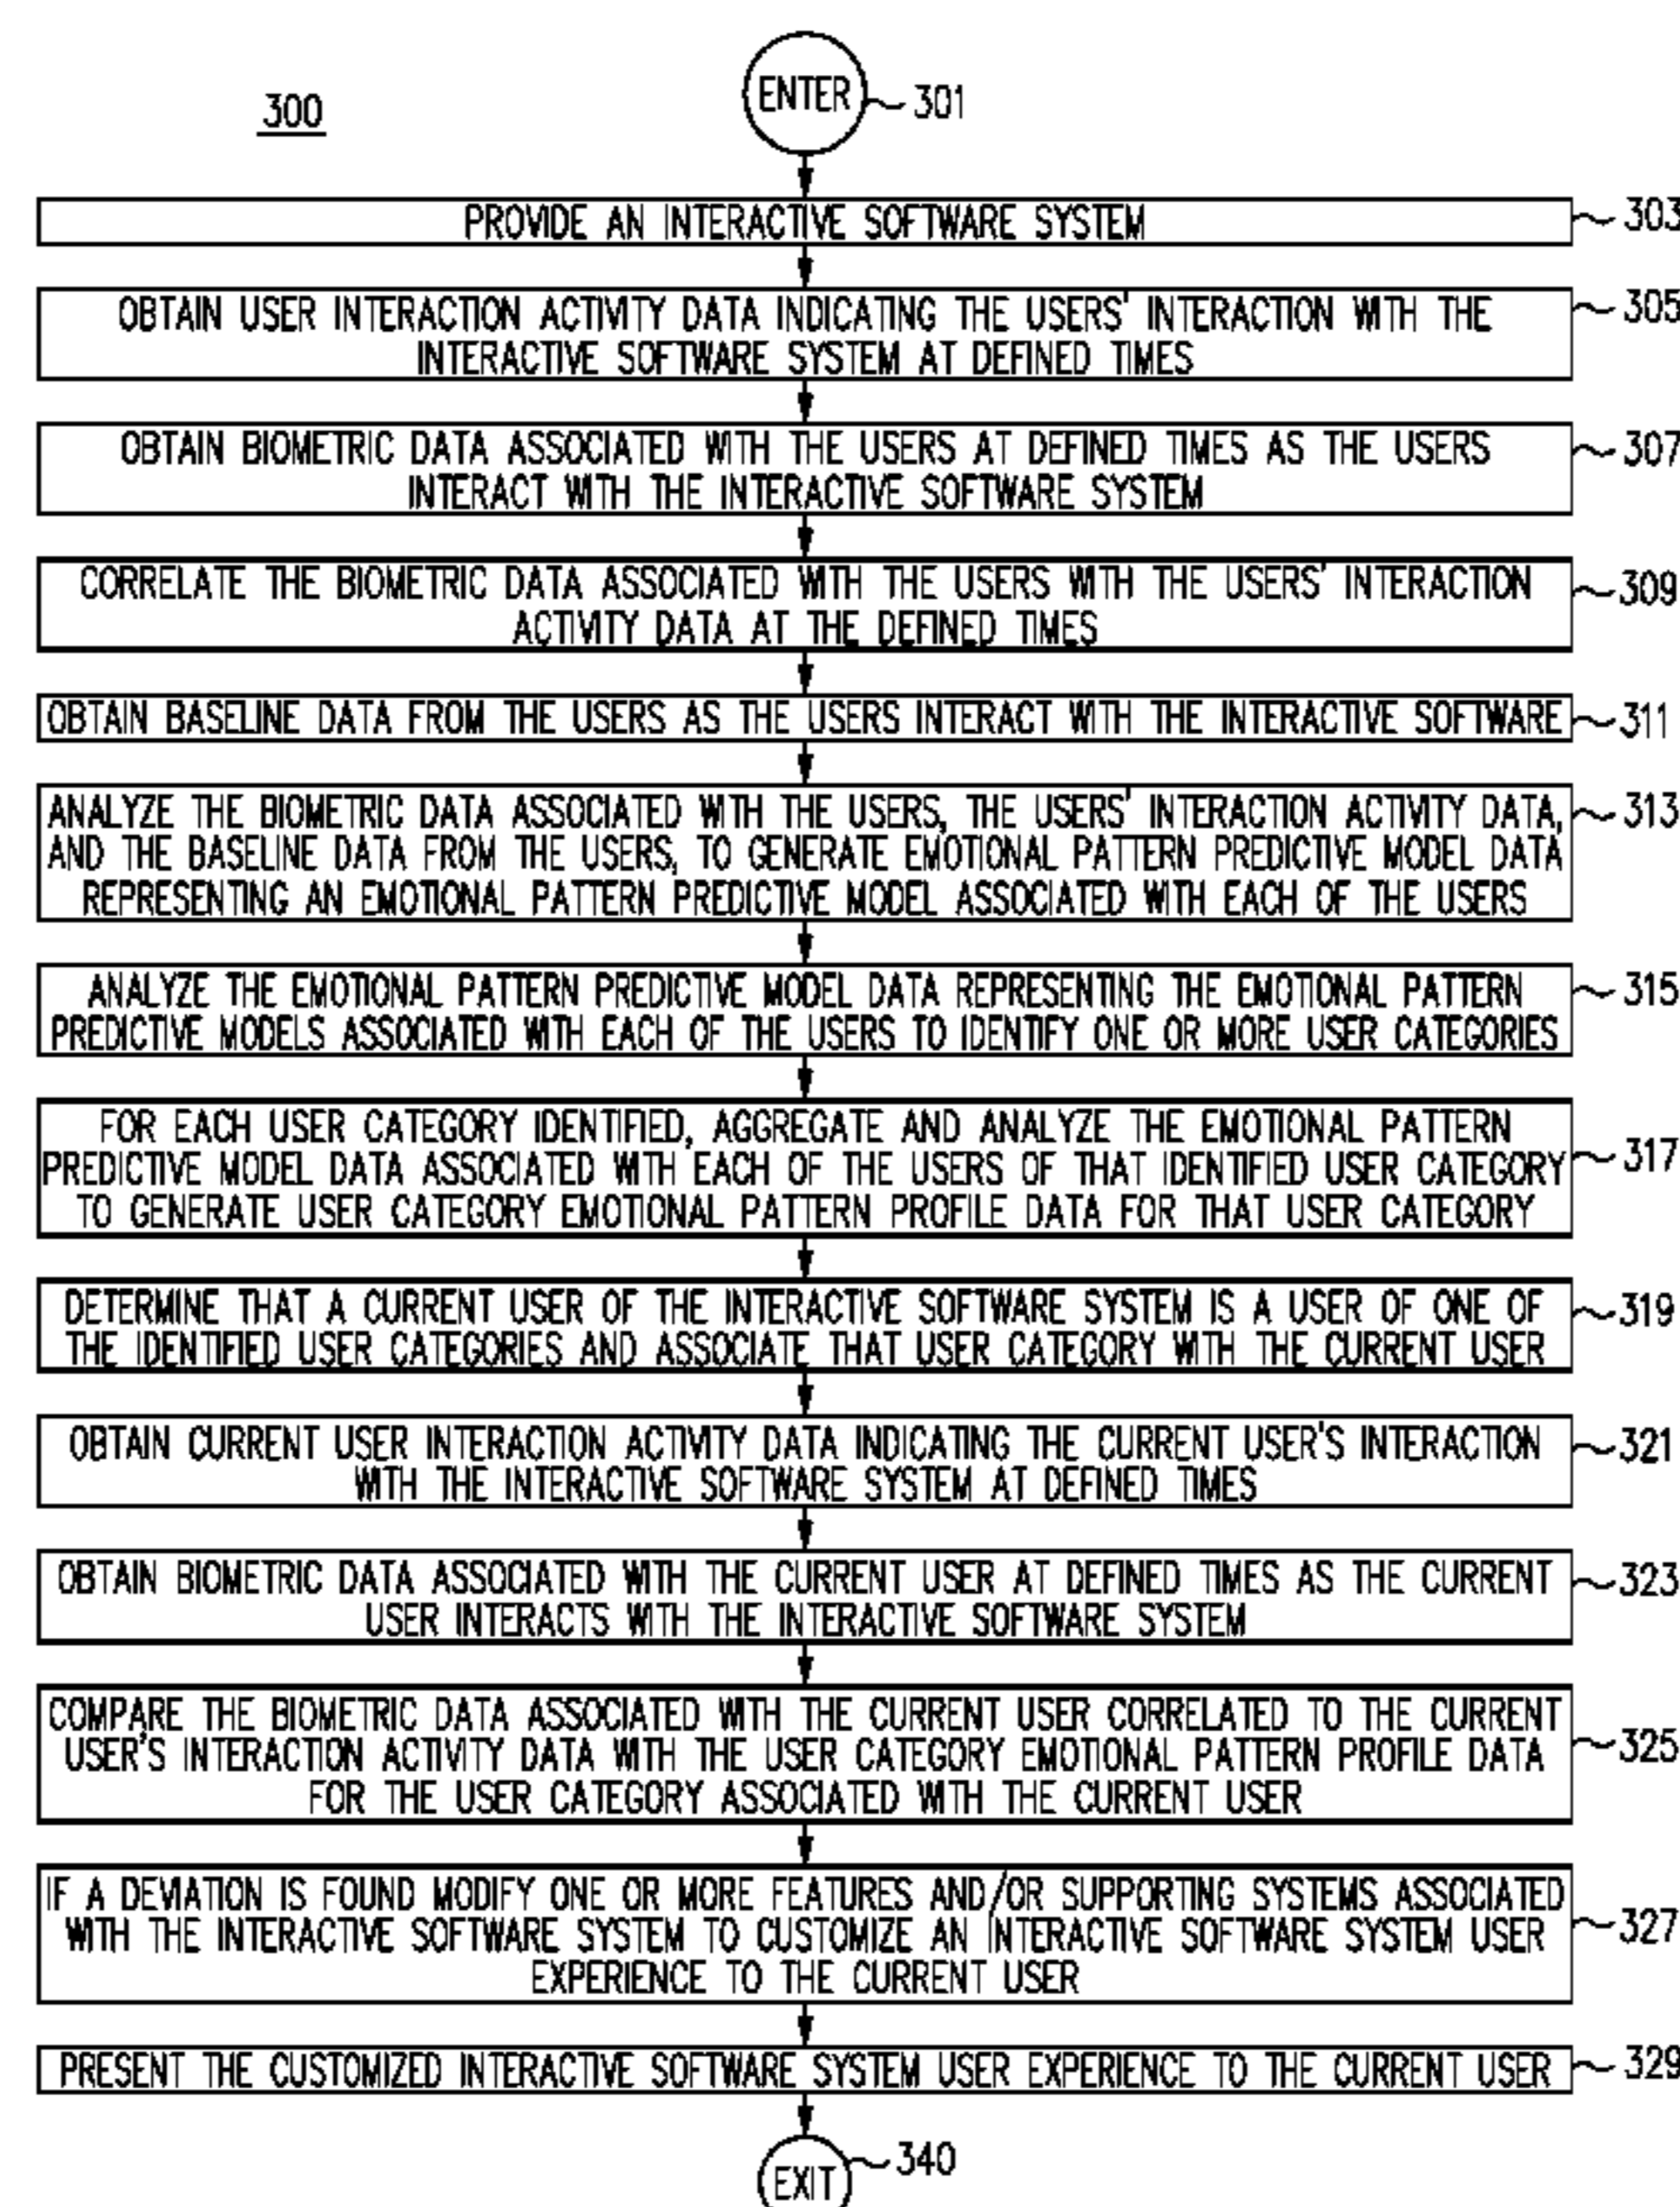 300
ENTER
301
PROVIDE AN INTERACTIVE SOFTWARE SYSTEM
303
OBTAIN USER INTERACTION ACTIVITY DATA INDICATING THE USERS' INTERACTION WITH THE
INTERACTIVE SOFTWARE SYSTEM AT DEFINED TIMES
305
OBTAIN BIOMETRIC DATA ASSOCIATED WITH THE USERS AT DEFINED TIMES AS THE USERS
INTERACT WITH THE INTERACTIVE SOFTWARE SYSTEM
307
CORRELATE THE BIOMETRIC DATA ASSOCIATED WITH THE USERS WITH THE USERS' INTERACTION
ACTIVITY DATA AT THE DEFINED TIMES
309
OBTAIN BASELINE DATA FROM THE USERS AS THE USERS INTERACT WITH THE INTERACTIVE SOFTWARE
311
ANALYZE THE BIOMETRIC DATA ASSOCIATED WITH THE USERS, THE USERS' INTERACTION ACTIVITY DATA,
AND THE BASELINE DATA FROM THE USERS, TO GENERATE EMOTIONAL PATTERN PREDICTIVE MODEL DATA
REPRESENTING AN EMOTIONAL PATTERN PREDICTIVE MODEL ASSOCIATED WITH EACH OF THE USERS
313
ANALYZE THE EMOTIONAL PATTERN PREDICTIVE MODEL DATA REPRESENTING THE EMOTIONAL PATTERN
PREDICTIVE MODELS ASSOCIATED WITH EACH OF THE USERS TO IDENTIFY ONE OR MORE USER CATEGORIES
315
FOR EACH USER CATEGORY IDENTIFIED, AGGREGATE AND ANALYZE THE EMOTIONAL PATTERN
PREDICTIVE MODEL DATA ASSOCIATED WITH EACH OF THE USERS OF THAT IDENTIFIED USER CATEGORY
TO GENERATE USER CATEGORY EMOTIONAL PATTERN PROFILE DATA FOR THAT USER CATEGORY
317
DETERMINE THAT A CURRENT USER OF THE INTERACTIVE SOFTWARE SYSTEM IS A USER OF ONE OF
THE IDENTIFIED USER CATEGORIES AND ASSOCIATE THAT USER CATEGORY WITH THE CURRENT USER
319
OBTAIN CURRENT USER INTERACTION ACTIVITY DATA INDICATING THE CURRENT USER'S INTERACTION
WITH THE INTERACTIVE SOFTWARE SYSTEM AT DEFINED TIMES
321
OBTAIN BIOMETRIC DATA ASSOCIATED WITH THE CURRENT USER AT DEFINED TIMES AS THE CURRENT
USER INTERACTS WITH THE INTERACTIVE SOFTWARE SYSTEM
323
COMPARE THE BIOMETRIC DATA ASSOCIATED WITH THE CURRENT USER CORRELATED TO THE CURRENT
USER'S INTERACTION ACTIVITY DATA WITH THE USER CATEGORY EMOTIONAL PATTERN PROFILE DATA
FOR THE USER CATEGORY ASSOCIATED WITH THE CURRENT USER
325
IF A DEVIATION IS FOUND MODIFY ONE OR MORE FEATURES AND/OR SUPPORTING SYSTEMS ASSOCIATED
WITH THE INTERACTIVE SOFTWARE SYSTEM TO CUSTOMIZE AN INTERACTIVE SOFTWARE SYSTEM USER
EXPERIENCE TO THE CURRENT USER
327
PRESENT THE CUSTOMIZED INTERACTIVE SOFTWARE SYSTEM USER EXPERIENCE TO THE CURRENT USER
329
340
EXIT